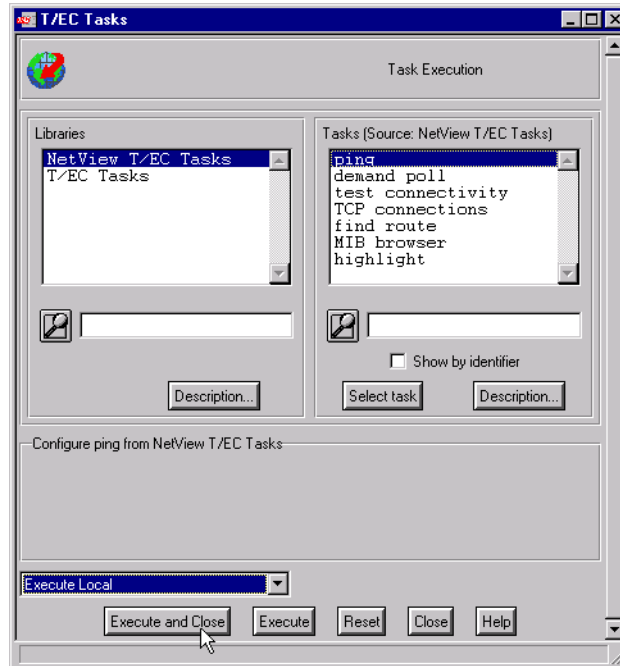 T/EC Tasks
Task Execution
Libraries
NetView T/EC Tasks
T/EC Tasks
Description...
Tasks (Source: NetView T/EC Tasks)
ping
demand poll
test connectivity
TCP connections
find route
MIB browser
highlight
Show by identifier
Select task
Description...
Configure ping from NetView T/EC Tasks
Execute Local
Execute and Close
Execute
Reset
Close
Help